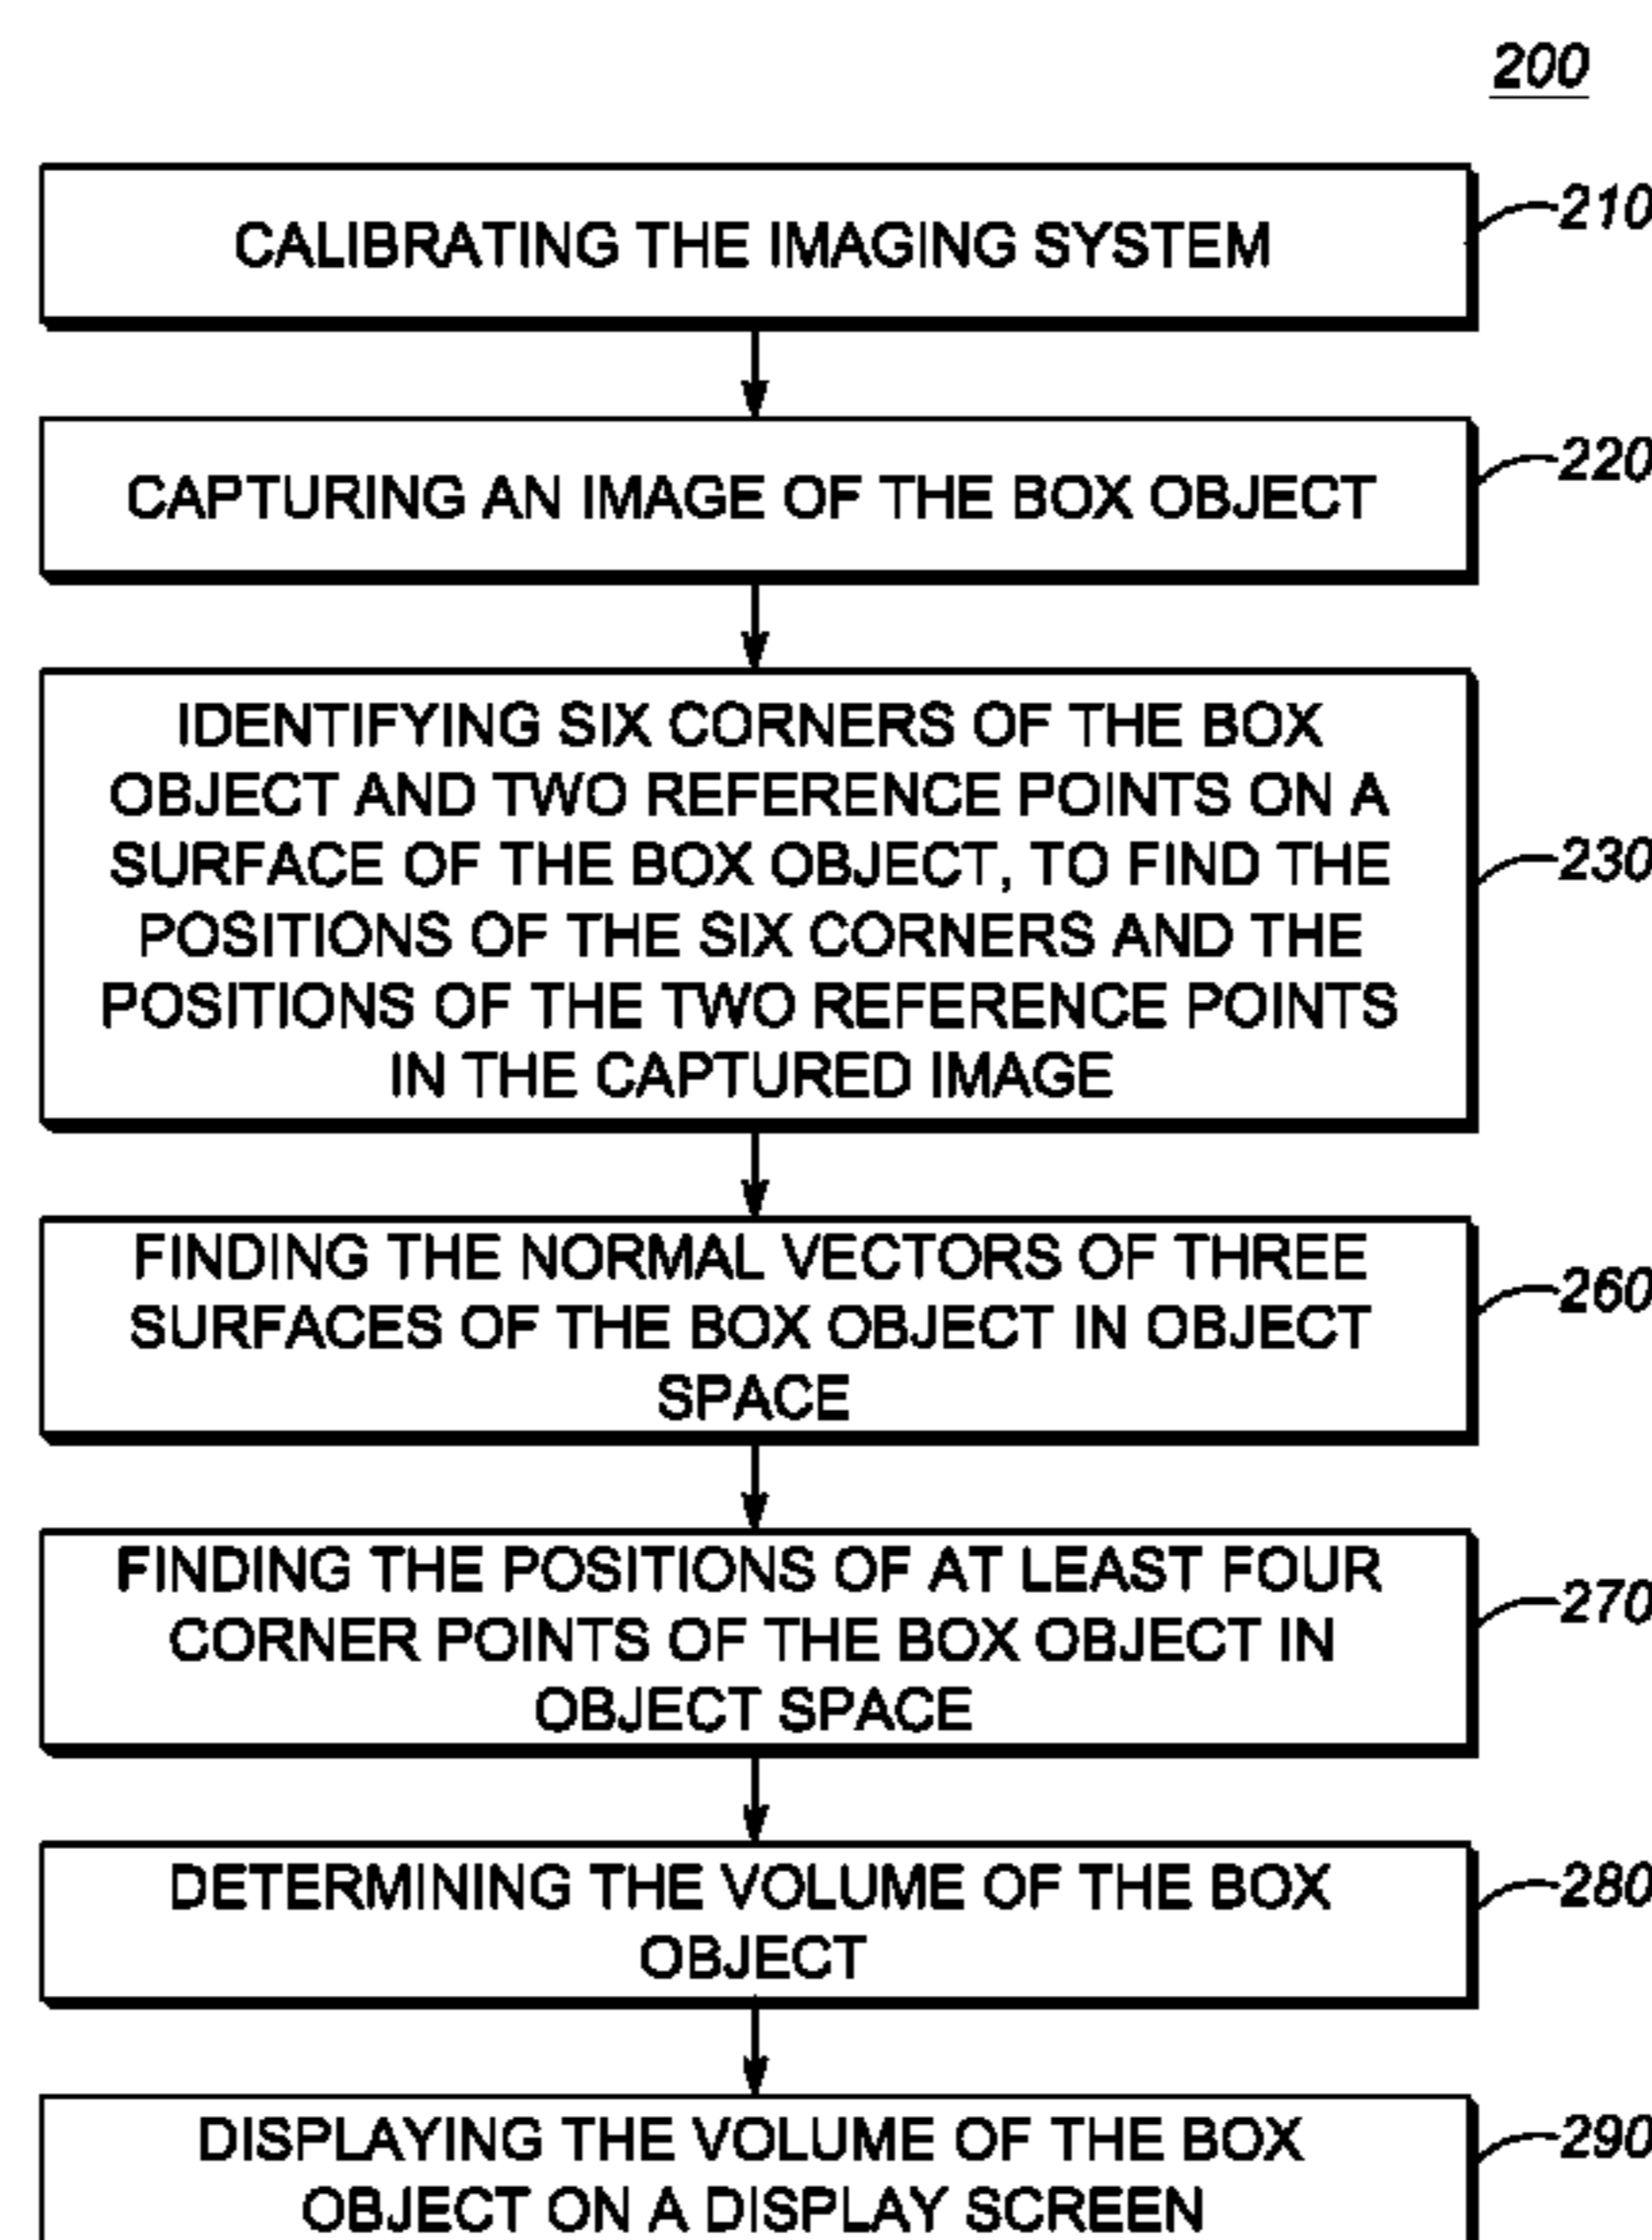 200
CALIBRATING THE IMAGING SYSTEM
210
CAPTURING AN IMAGE OF THE BOX OBJECT
220
IDENTIFYING SIX CORNERS OF THE BOX
OBJECT AND TWO REFERENCE POINTS ON A
SURFACE OF THE BOX OBJECT, TO FIND THE
POSITIONS OF THE SIX CORNERS AND THE
POSITIONS OF THE TWO REFERENCE POINTS
IN THE CAPTURED IMAGE
230
FINDING THE NORMAL VECTORS OF THREE
SURFACES OF THE BOX OBJECT IN OBJECT
SPACE
260
FINDING THE POSITIONS OF AT LEAST FOUR
CORNER POINTS OF THE BOX OBJECT IN
OBJECT SPACE
270
DETERMINING THE VOLUME OF THE BOX
OBJECT
280
DISPLAYING THE VOLUME OF THE BOX
OBJECT ON A DISPLAY SCREEN
290